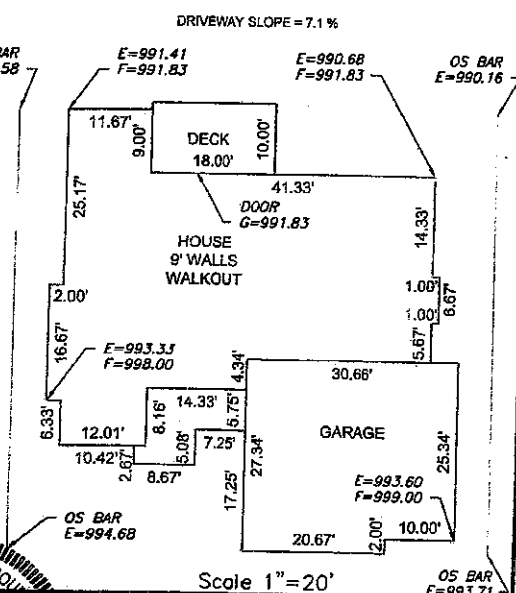 DRIVEWAY SLOPE = 7.1 %
BAR
.58
E=991.41
F=991.83
E=990.68
F=991.83
OS BAR
E=990.16
11.67'
9.00'
DECK
18.00'
10.00'
41.33'
25.17'
DOOR
G=991.83
14.33'
HOUSE
9' WALLS
WALKOUT
2.00'
1.00'
6.67'
1.00'
16.67'
E=993.33
F=998.00
5.67'
4.34'
30.66'
6.33'
12.01'
8.16'
14.33'
5.75'
10.42'
2.67'
8.67'
5.08'
7.25'
17.25'
27.34'
GARAGE
25.34'
E=993.60
F=999.00
OS BAR
E=994.68
20.67'
2.00'
10.00'
Scale 1"=20'
OS BAR
E=993.71